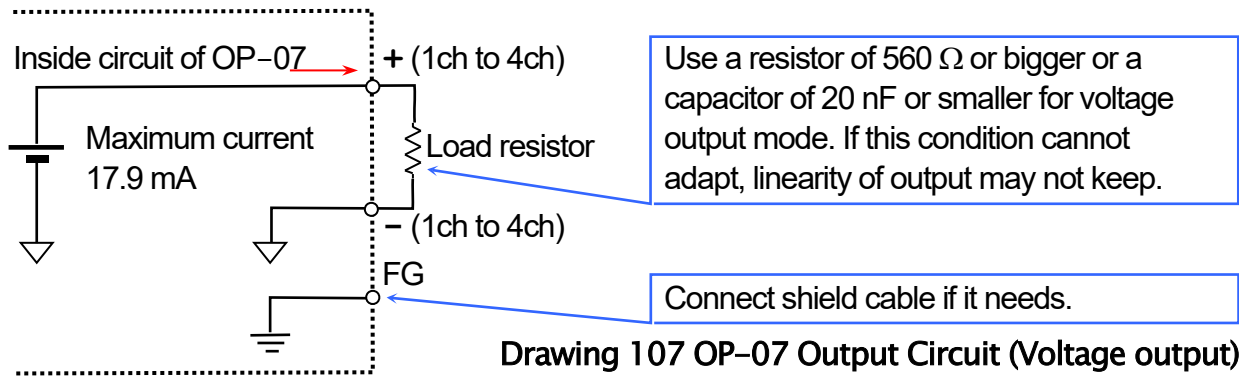 Inside circuit of OP−07
+ (1ch to 4ch)
Maximum current
17.9 mA
Load resistor
− (1ch to 4ch)
FG
Use a resistor of 560 Ω or bigger or a
capacitor of 20 nF or smaller for voltage
output mode. If this condition cannot
adapt, linearity of output may not keep.
Connect shield cable if it needs.
Drawing 107 OP−07 Output Circuit (Voltage output)